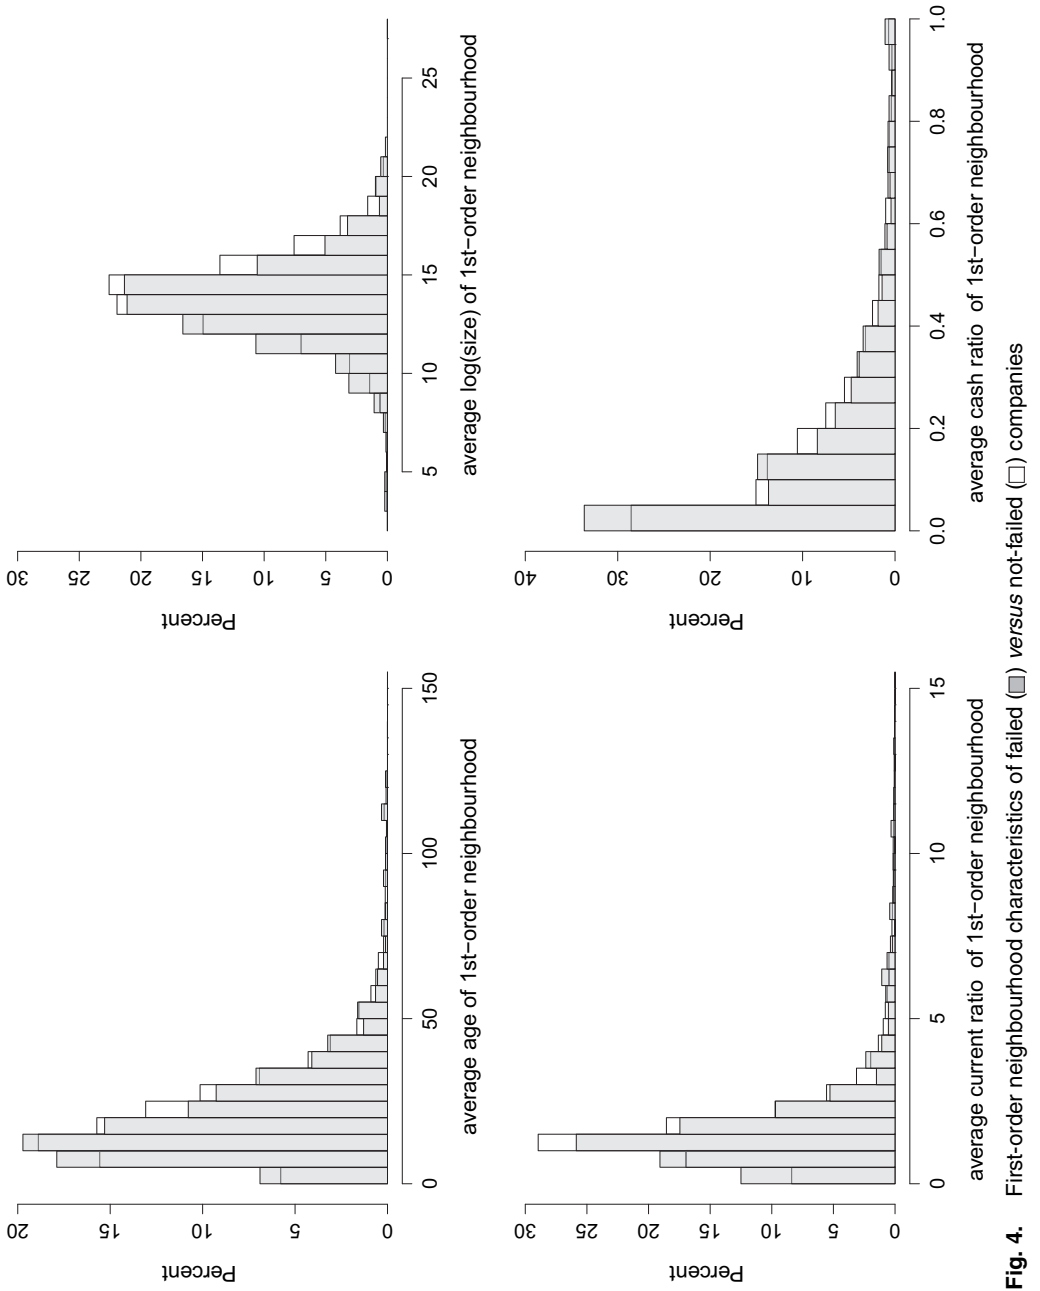 Percent
0 5 10 15 20
0 50 100 150
average age of 1st−order neighbourhood
Percent
0 5 10 15 20 25 30
5 10 15 20 25
average log(size) of 1st−order neighbourhood
Percent
0 5 10 15 20 25 30
0 5 10 15
average current ratio of 1st−order neighbourhood
Percent
0 10 20 30 40
0.0 0.2 0.4 0.6 0.8 1.0
average cash ratio of 1st−order neighbourhood
Fig. 4. First-order neighbourhood characteristics of failed ( ) versus not-failed ( ) companies